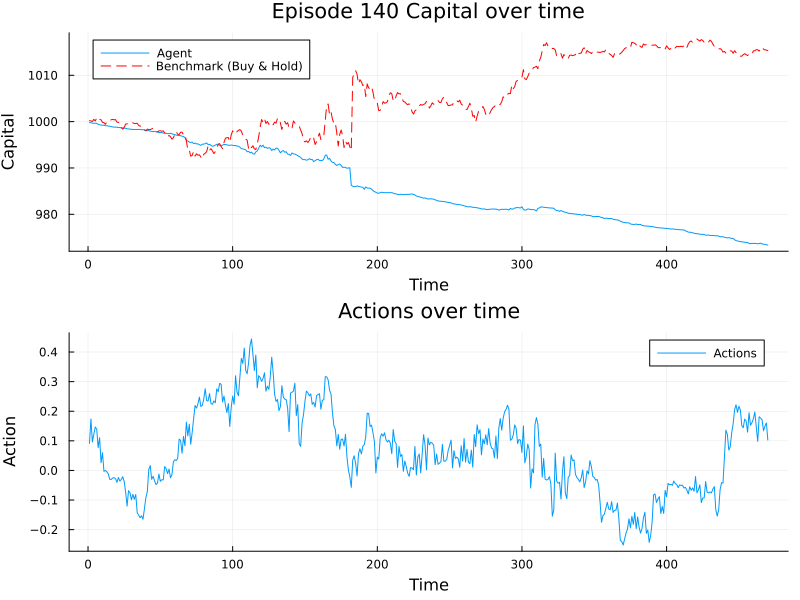 Episode 140 Capital over time
Agent
Benchmark (Buy & Hold)
1010
1000
990
980
Capital
0
100
200
300
400
Time
Actions over time
Actions
0.4
0.3
0.2
0.1
0.0
−0.1
−0.2
Action
0
100
200
300
400
Time